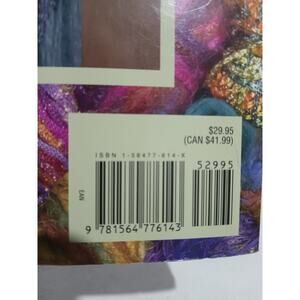 $29.95
(CAN $41.99)
ISBN 1-56477-614-X
52995
EAN
9 781564 776143